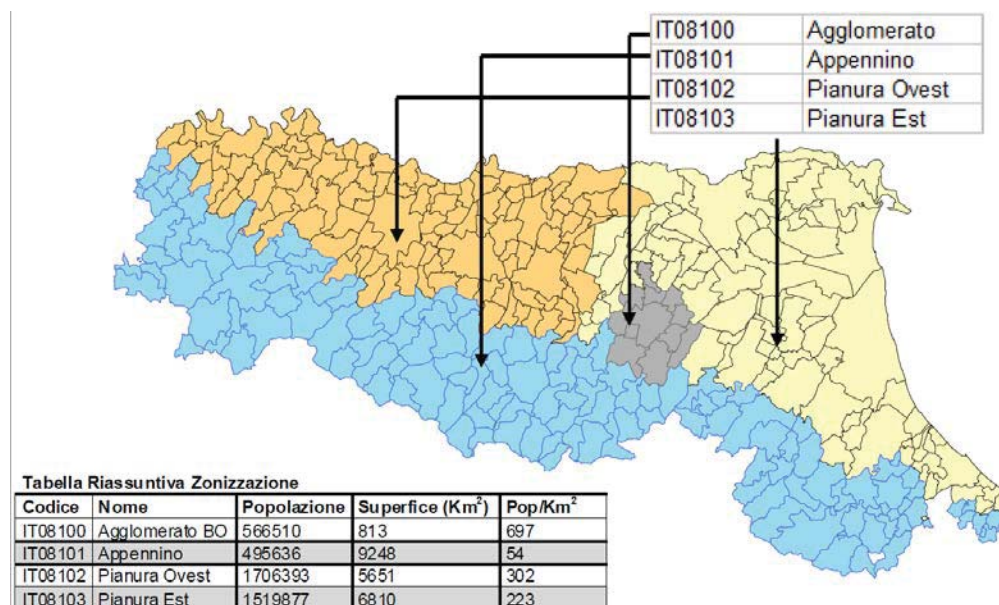 IT08100 Agglomerato
IT08101 Appennino
IT08102 Pianura Ovest
IT08103 Pianura Est
Tabella Riassuntiva Zonizzazione
Codice Nome Popolazione Superfice (Km²) Pop/Km²
IT08100 Agglomerato BO 566510 813 697
IT08101 Appennino 495636 9248 54
IT08102 Pianura Ovest 1706393 5651 302
IT08103 Pianura Est 1519877 6810 223